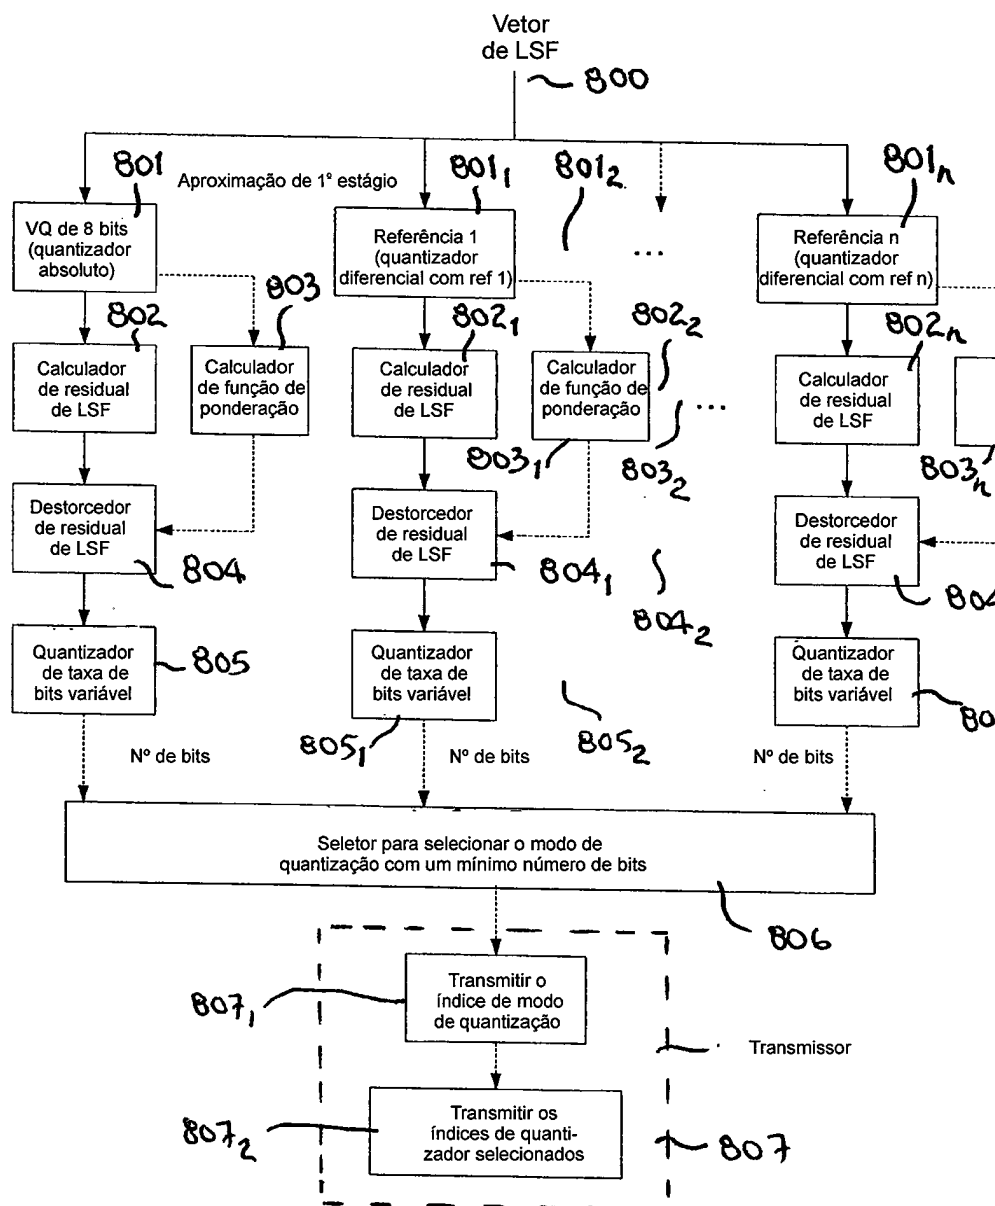 Vetor
de LSF
800
801
Aproximação de 1º estágio
801₁
801₂
801ₙ
VQ de 8 bits
(quantizador
absoluto)
Referência 1
(quantizador
diferencial com ref 1)
...
Referência n
(quantizador
diferencial com ref n)
802
803
802₁
802₂
802ₙ
Calculador
de residual
de LSF
Calculador
de função de
ponderação
Calculador
de residual
de LSF
Calculador
de função de
ponderação
...
Calculador
de residual
de LSF
803₁
803₂
803ₙ
Destorcedor
de residual
de LSF
Destorcedor
de residual
de LSF
Destorcedor
de residual
de LSF
804
804₁
804₂
804
Quantizador
de taxa de
bits variável
805
Quantizador
de taxa de
bits variável
Quantizador
de taxa de
bits variável
805₁
805₂
Nº de bits
Nº de bits
Nº de bits
Seletor para selecionar o modo de
quantização com um mínimo número de bits
806
807₁
Transmitir o
índice de modo
de quantização
Transmissor
807₂
Transmitir os
índices de quanti-
zador selecionados
807